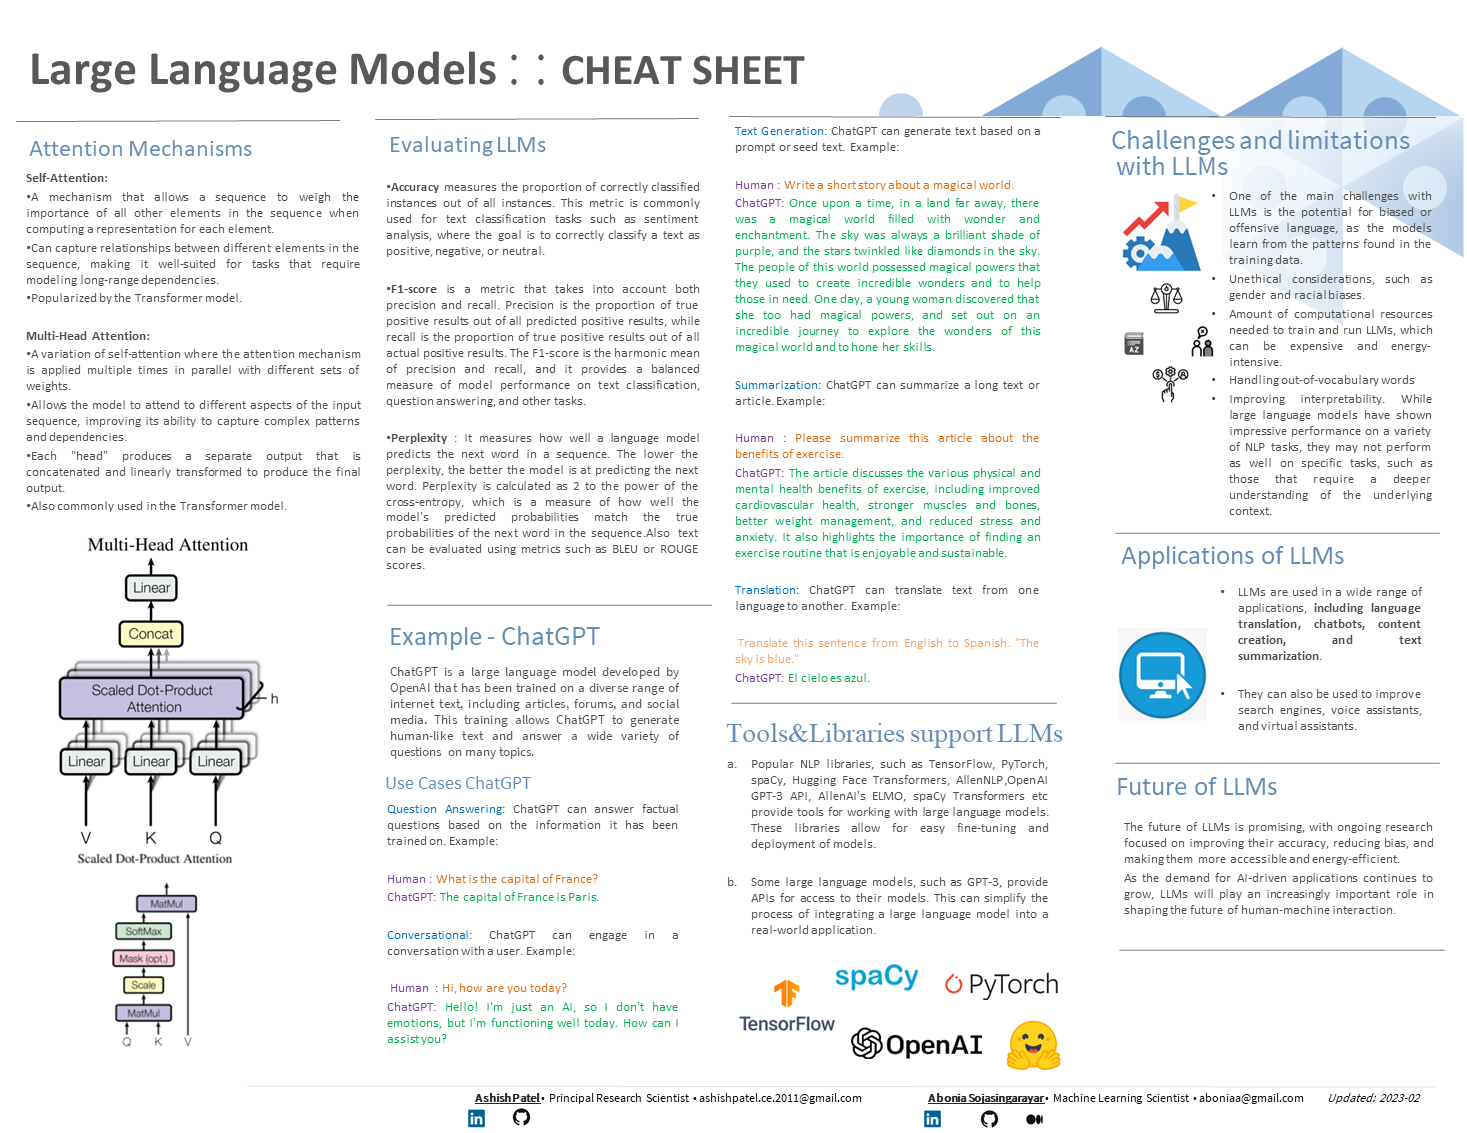 Large Language Models : : CHEAT SHEET
Attention Mechanisms
Self-Attention:
•A mechanism that allows a sequence to weigh the
importance of all other elements in the sequence when
computing a representation for each element.
•Can capture relationships between different elements in the
sequence, making it well-suited for tasks that require
modeling long-range dependencies.
•Popularized by the Transformer model.
Multi-Head Attention:
•A variation of self-attention where the attention mechanism
is applied multiple times in parallel with different sets of
weights.
•Allows the model to attend to different aspects of the input
sequence, improving its ability to capture complex patterns
and dependencies.
•Each "head" produces a separate output that is
concatenated and linearly transformed to produce the final
output.
•Also commonly used in the Transformer model.
Multi-Head Attention
Linear
Concat
Scaled Dot-Product
Attention
h
Linear Linear Linear
V K Q
Scaled Dot-Product Attention
MatMul
SoftMax
Mask (opt.)
Scale
MatMul
Q K V
Evaluating LLMs
•Accuracy measures the proportion of correctly classified
instances out of all instances. This metric is commonly
used for text classification tasks such as sentiment
analysis, where the goal is to correctly classify a text as
positive, negative, or neutral.
•F1-score is a metric that takes into account both
precision and recall. Precision is the proportion of true
positive results out of all predicted positive results, while
recall is the proportion of true positive results out of all
actual positive results. The F1-score is the harmonic mean
of precision and recall, and it provides a balanced
measure of model performance on text classification,
question answering, and other tasks.
•Perplexity : It measures how well a language model
predicts the next word in a sequence. The lower the
perplexity, the better the model is at predicting the next
word. Perplexity is calculated as 2 to the power of the
cross-entropy, which is a measure of how well the
model's predicted probabilities match the true
probabilities of the next word in the sequence.Also text
can be evaluated using metrics such as BLEU or ROUGE
scores.
Example - ChatGPT
ChatGPT is a large language model developed by
OpenAI that has been trained on a diverse range of
internet text, including articles, forums, and social
media. This training allows ChatGPT to generate
human-like text and answer a wide variety of
questions on many topics.
Use Cases ChatGPT
Question Answering: ChatGPT can answer factual
questions based on the information it has been
trained on. Example:
Human : What is the capital of France?
ChatGPT: The capital of France is Paris.
Conversational: ChatGPT can engage in a
conversation with a user. Example:
Human : Hi, how are you today?
ChatGPT: Hello! I'm just an AI, so I don't have
emotions, but I'm functioning well today. How can I
assist you?
Text Generation: ChatGPT can generate text based on a
prompt or seed text. Example:
Human : Write a short story about a magical world.
ChatGPT: Once upon a time, in a land far away, there
was a magical world filled with wonder and
enchantment. The sky was always a brilliant shade of
purple, and the stars twinkled like diamonds in the sky.
The people of this world possessed magical powers that
they used to create incredible wonders and to help
those in need. One day, a young woman discovered that
she too had magical powers, and set out on an
incredible journey to explore the wonders of this
magical world and to hone her skills.
Summarization: ChatGPT can summarize a long text or
article. Example:
Human : Please summarize this article about the
benefits of exercise.
ChatGPT: The article discusses the various physical and
mental health benefits of exercise, including improved
cardiovascular health, stronger muscles and bones,
better weight management, and reduced stress and
anxiety. It also highlights the importance of finding an
exercise routine that is enjoyable and sustainable.
Translation: ChatGPT can translate text from one
language to another. Example:
Translate this sentence from English to Spanish. "The
sky is blue."
ChatGPT: El cielo es azul.
Tools&Libraries support LLMs
a. Popular NLP libraries, such as TensorFlow, PyTorch,
spaCy, Hugging Face Transformers, AllenNLP,OpenAI
GPT-3 API, AllenAI's ELMO, spaCy Transformers etc
provide tools for working with large language models.
These libraries allow for easy fine-tuning and
deployment of models.
b. Some large language models, such as GPT-3, provide
APIs for access to their models. This can simplify the
process of integrating a large language model into a
real-world application.
spaCy
PyTorch
TensorFlow
OpenAI
Challenges and limitations
with LLMs
• One of the main challenges with
LLMs is the potential for biased or
offensive language, as the models
learn from the patterns found in the
training data.
• Unethical considerations, such as
gender and racial biases.
• Amount of computational resources
needed to train and run LLMs, which
can be expensive and energy-
intensive.
• Handling out-of-vocabulary words
• Improving interpretability. While
large language models have shown
impressive performance on a variety
of NLP tasks, they may not perform
as well on specific tasks, such as
those that require a deeper
understanding of the underlying
context.
AZ
Applications of LLMs
• LLMs are used in a wide range of
applications, including language
translation, chatbots, content
creation, and text
summarization.
• They can also be used to improve
search engines, voice assistants,
and virtual assistants.
Future of LLMs
The future of LLMs is promising, with ongoing research
focused on improving their accuracy, reducing bias, and
making them more accessible and energy-efficient.
As the demand for AI-driven applications continues to
grow, LLMs will play an increasingly important role in
shaping the future of human-machine interaction.
Ashish Patel • Principal Research Scientist • ashishpatel.ce.2011@gmail.com
in
Abonia Sojasingarayar • Machine Learning Scientist • aboniaa@gmail.com
in
Updated: 2023-02